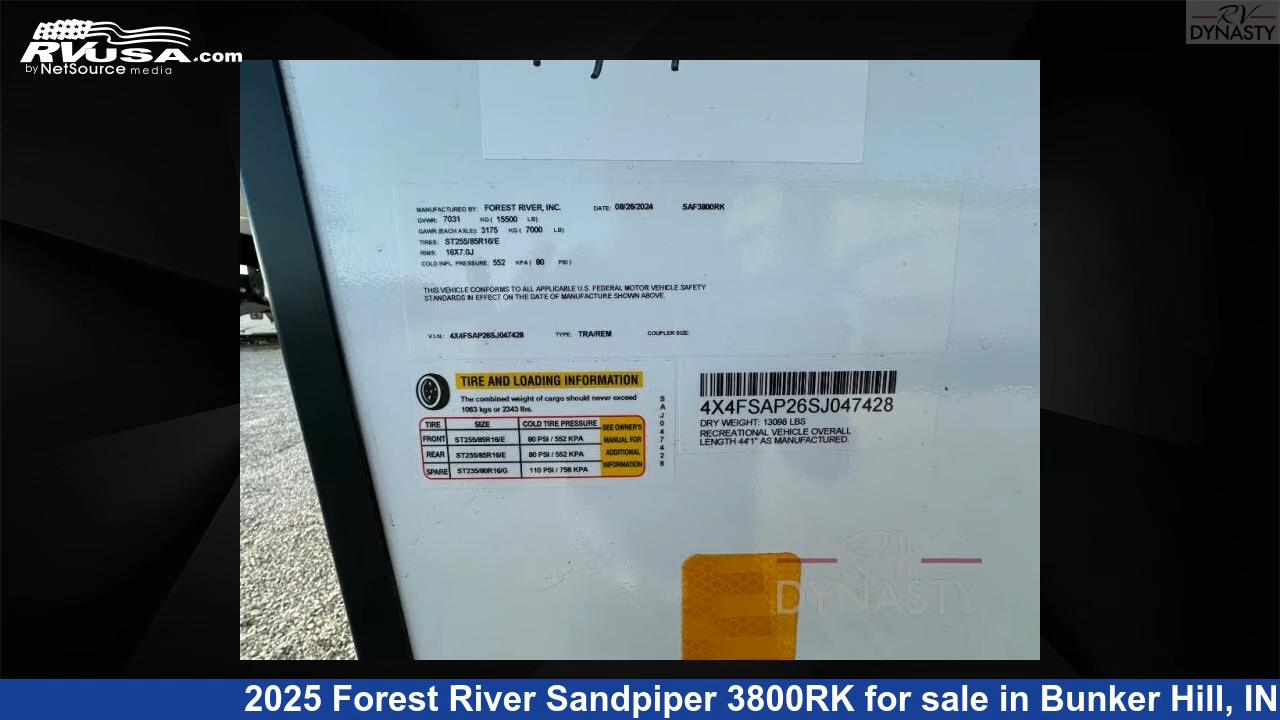 RVUSA.com
by NetSource media
RV
DYNASTY
MANUFACTURED BY: FOREST RIVER, INC. DATE: 08/26/2024 SAF3800RK
GVWR: 7031 KG ( 15500 LB)
GAWR (EACH AXLE): 3175 KG ( 7000 LB)
TIRES: ST255/85R16/E
RIMS: 16X7.0J
COLD INFL. PRESSURE: 552 KPA ( 80 PSI )
THIS VEHICLE CONFORMS TO ALL APPLICABLE U.S. FEDERAL MOTOR VEHICLE SAFETY
STANDARDS IN EFFECT ON THE DATE OF MANUFACTURE SHOWN ABOVE.
V.I.N.: 4X4FSAP26SJ047428 TYPE: TRA/REM COUPLER SIZE:
TIRE AND LOADING INFORMATION
The combined weight of cargo should never exceed
1063 kgs or 2343 lbs.
TIRE SIZE COLD TIRE PRESSURE SEE OWNER'S
FRONT ST255/85R16/E 80 PSI / 552 KPA MANUAL FOR
REAR ST255/85R16/E 80 PSI / 552 KPA ADDITIONAL
SPARE ST235/80R16/G 110 PSI / 758 KPA INFORMATION
SAJ047428
4X4FSAP26SJ047428
DRY WEIGHT: 13098 LBS
RECREATIONAL VEHICLE OVERALL
LENGTH 44'1" AS MANUFACTURED.
RV
DYNASTY
2025 Forest River Sandpiper 3800RK for sale in Bunker Hill, IN